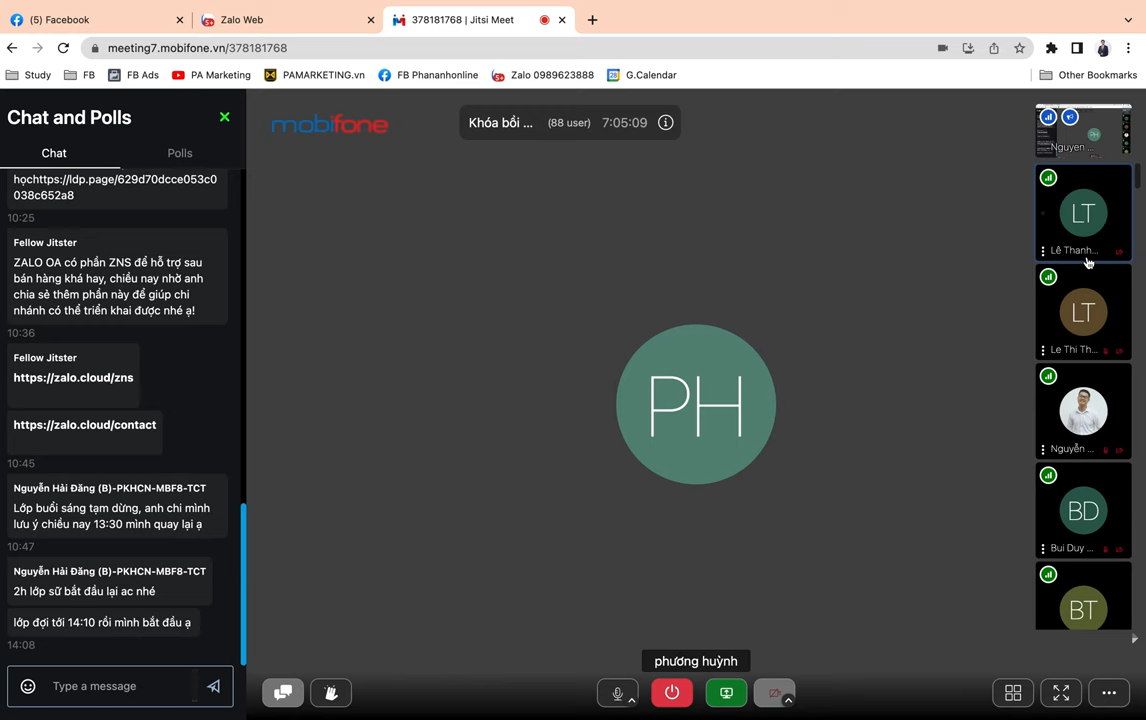 (5) Facebook
Zalo Web
378181768 | Jitsi Meet
meeting7.mobifone.vn/378181768
Study
FB
FB Ads
PA Marketing
PAMARKETING.vn
FB Phananhonline
Zalo 0989623888
G.Calendar
Other Bookmarks
Chat and Polls
Chat
Polls
mobifone
Khóa bồi ...
(88 user)
7:05:09
họchttps://ldp.page/629d70dcce053c0
038c652a8
10:25
Fellow Jitster
ZALO OA có phần ZNS để hỗ trợ sau
bán hàng khá hay, chiều nay nhờ anh
chia sẻ thêm phần này để giúp chi
nhánh có thể triển khai được nhé ạ!
10:36
Fellow Jitster
https://zalo.cloud/zns
https://zalo.cloud/contact
10:45
Nguyễn Hải Đăng (B)-PKHCN-MBF8-TCT
Lớp buổi sáng tạm dừng, anh chi mình
lưu ý chiều nay 13:30 mình quay lại ạ
10:47
Nguyễn Hải Đăng (B)-PKHCN-MBF8-TCT
2h lớp sữ bắt đầu lại ac nhé
lớp đợi tới 14:10 rồi mình bắt đầu ạ
14:08
Type a message
PH
phương huỳnh
Nguyen ...
LT
Lê Thanh...
LT
Le Thi Th...
Nguyễn ...
BD
Bui Duy ...
BT